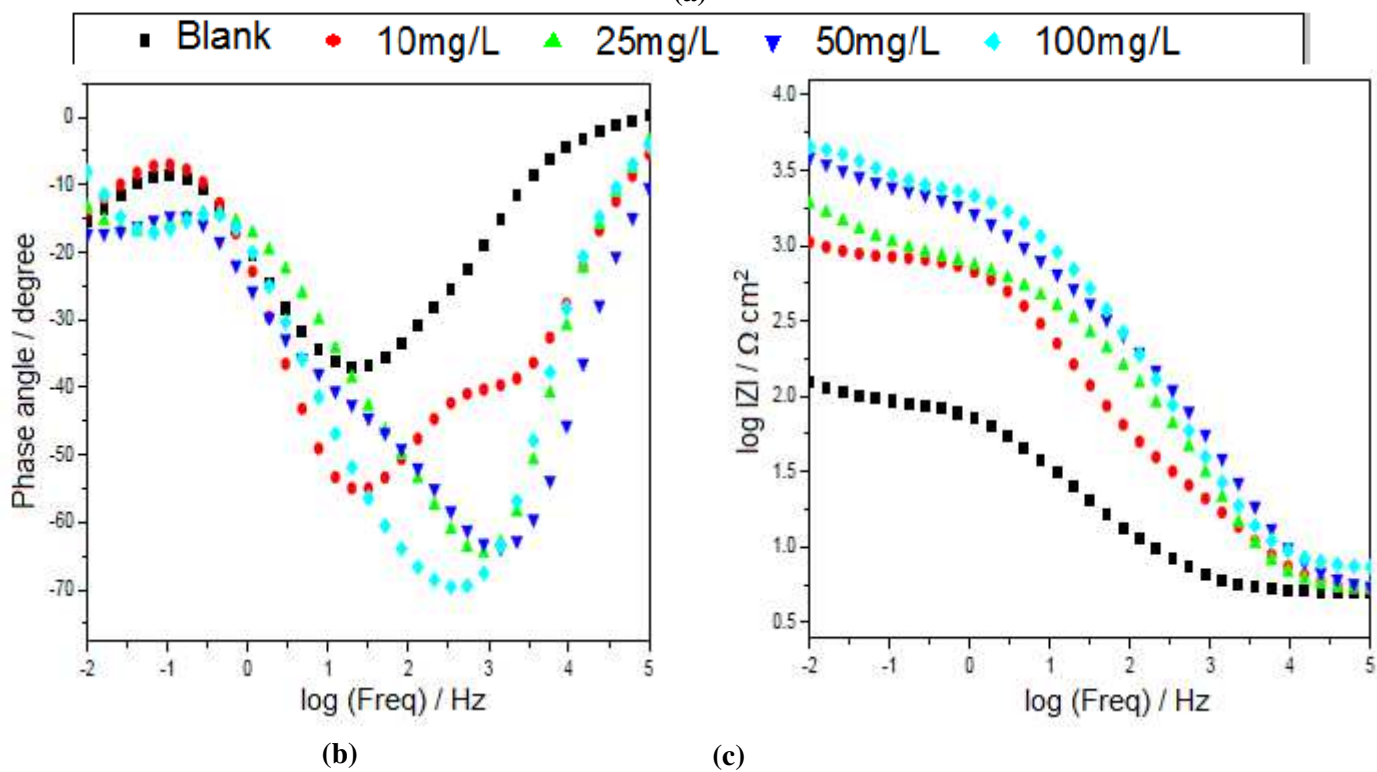 (a)
Blank 10mg/L 25mg/L 50mg/L 100mg/L
0
-10
-20
-30
-40
-50
-60
-70
Phase angle / degree
-2 -1 0 1 2 3 4 5
log (Freq) / Hz
4.0
3.5
3.0
2.5
2.0
1.5
1.0
0.5
log IZI / Ω cm²
-2 -1 0 1 2 3 4 5
log (Freq) / Hz
(b) (c)